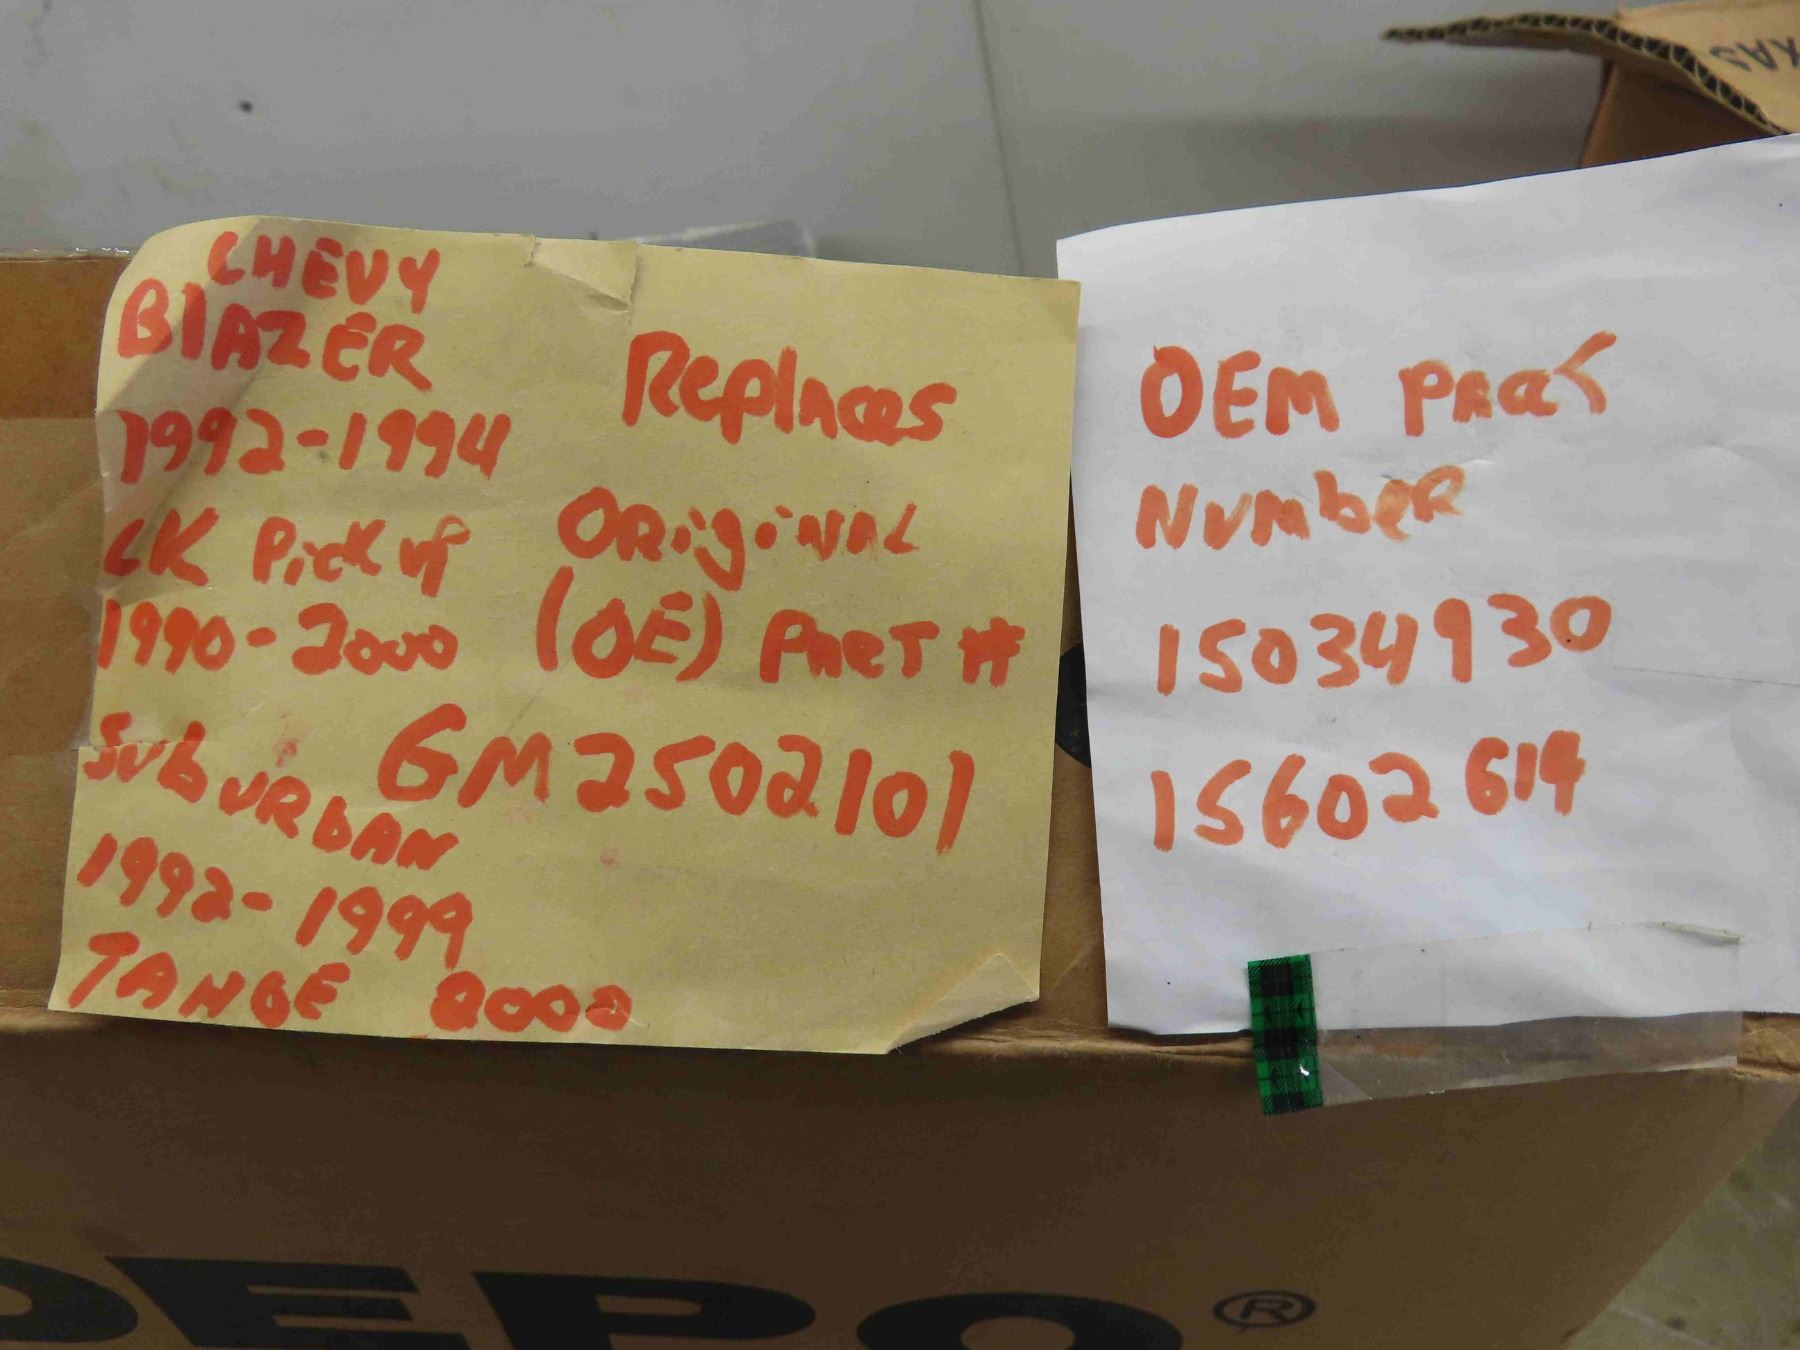 CHEVY
BLAZER
1992-1994
CK Pick up
1990-2000
Suburban
1992-1999
TAHOE 2000
Replaces
Original
(OE) PART #
GM2502101
OEM PART
Number
15034930
15602614
DEPO®